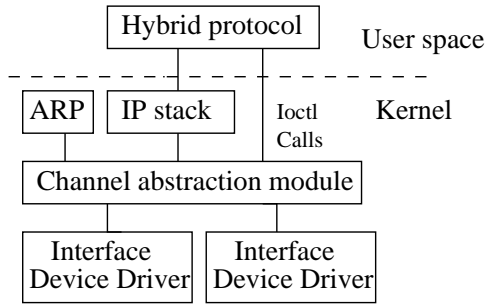 Hybrid protocol
User space
ARP
IP stack
Ioctl
Calls
Kernel
Channel abstraction module
Interface
Device Driver
Interface
Device Driver